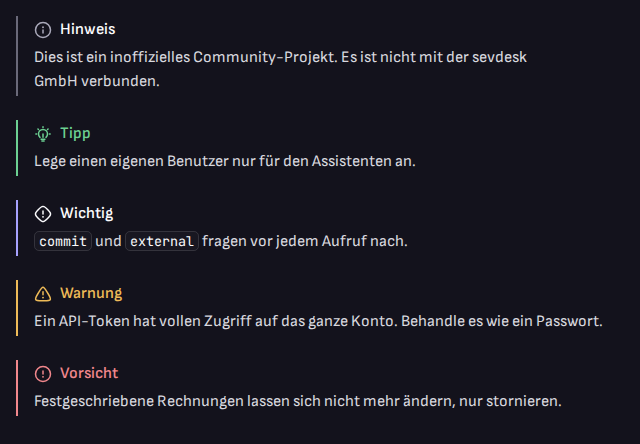 Hinweis
Dies ist ein inoffizielles Community-Projekt. Es ist nicht mit der sevdesk
GmbH verbunden.
Tipp
Lege einen eigenen Benutzer nur für den Assistenten an.
Wichtig
commit und external fragen vor jedem Aufruf nach.
Warnung
Ein API-Token hat vollen Zugriff auf das ganze Konto. Behandle es wie ein Passwort.
Vorsicht
Festgeschriebene Rechnungen lassen sich nicht mehr ändern, nur stornieren.